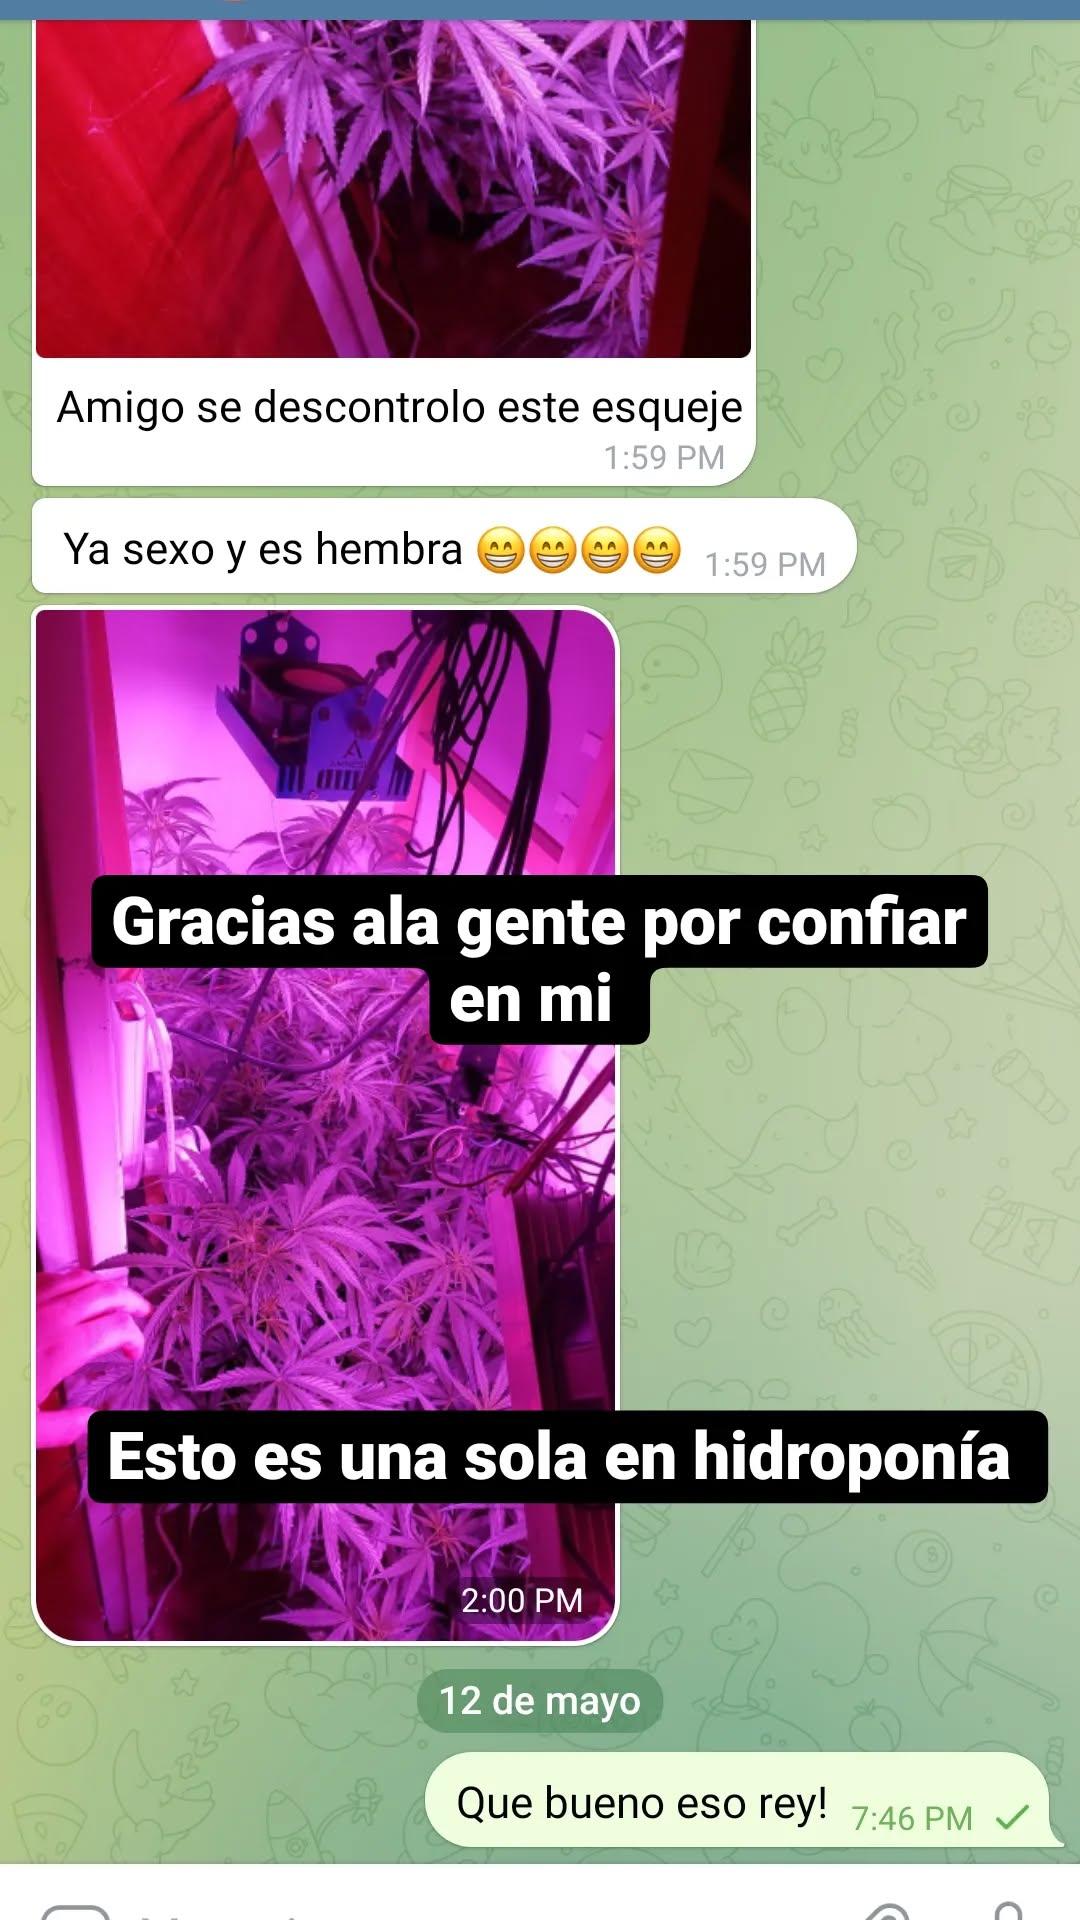 Amigo se descontrolo este esqueje
1:59 PM
Ya sexo y es hembra 😁😁😁😁 1:59 PM
A
Gracias ala gente por confiar
en mi
Esto es una sola en hidroponía
2:00 PM
12 de mayo
Que bueno eso rey! 7:46 PM